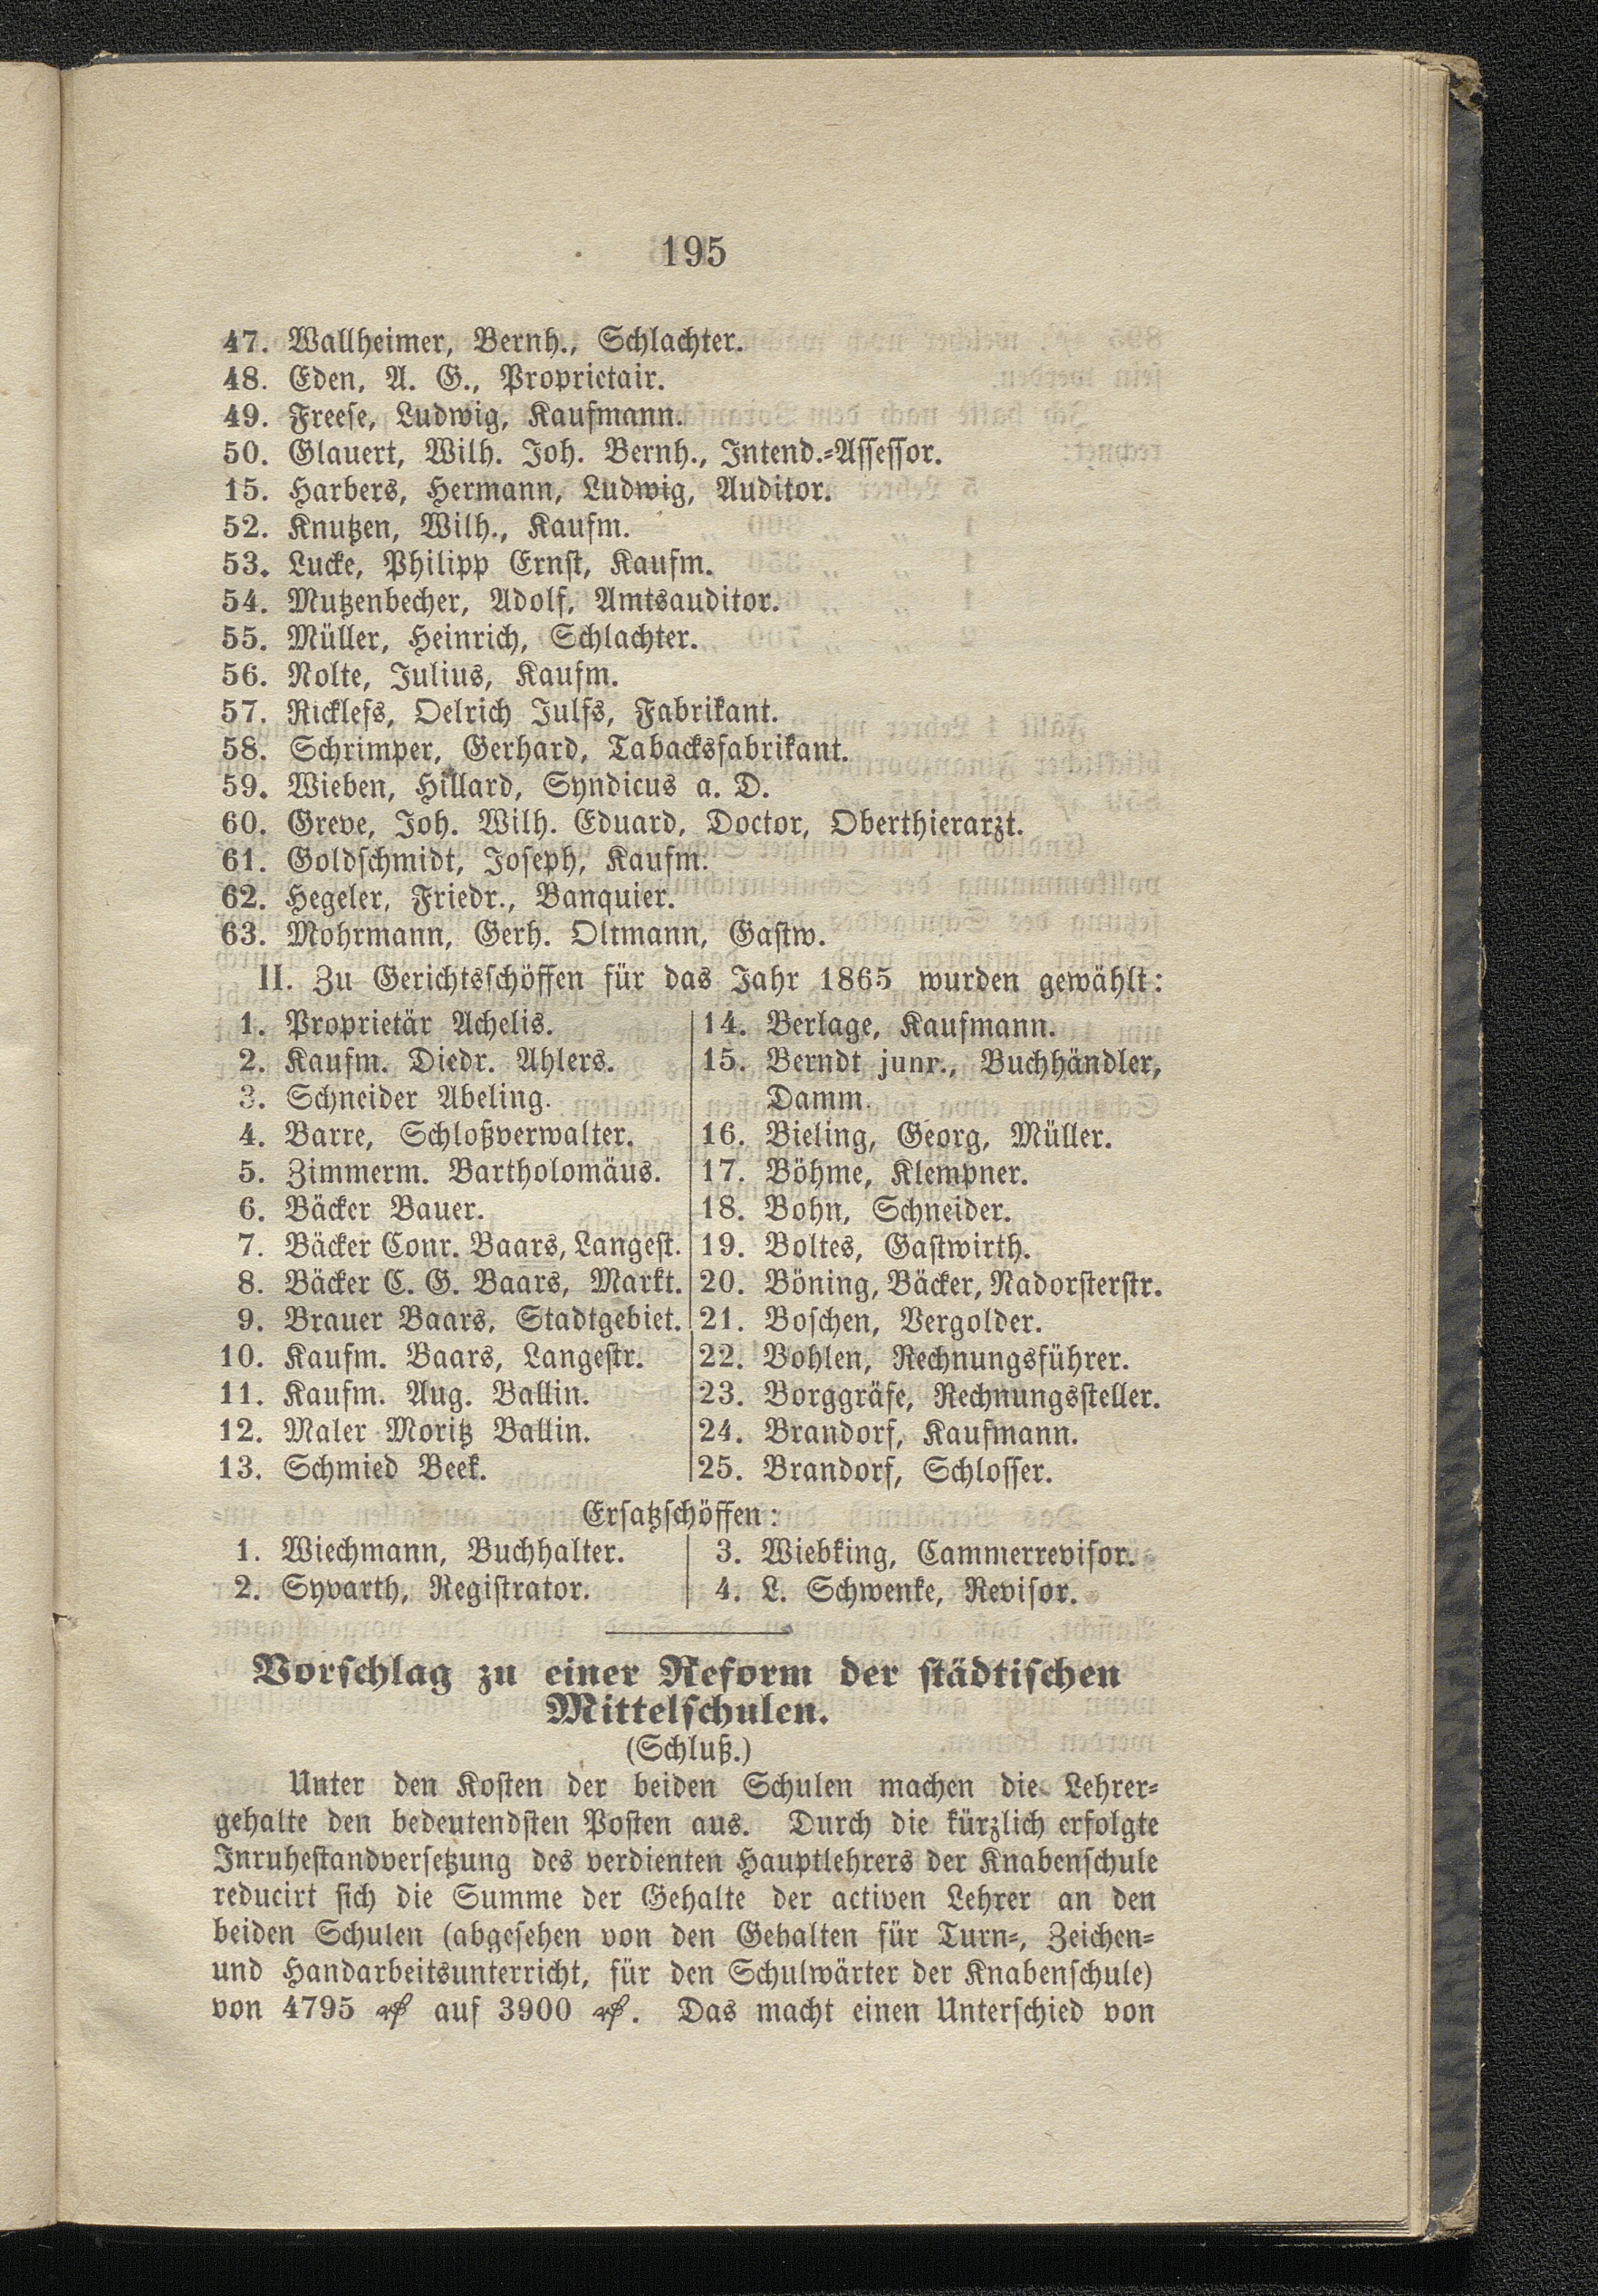 195
47. Wallheimer, Bernh., Schlachter.
48. Eden, A. G., Proprietair.
49. Freese, Ludwig, Kaufmann.
50. Glauert, Wilh. Joh. Bernh., Intend.-Assessor.
15. Harbers, Hermann, Ludwig, Auditor.
52. Knutzen, Wilh., Kaufm.
53. Lucke, Philipp Ernst, Kaufm.
54. Mutzenbecher, Adolf, Amtsauditor.
55. Müller, Heinrich, Schlachter.
56. Nolte, Julius, Kaufm.
57. Ricklefs, Oelrich Julfs, Fabrikant.
58. Schrimper, Gerhard, Tabacksfabrikant.
59. Wieben, Hillard, Syndicus a. D.
60. Greve, Joh. Wilh. Eduard, Doctor, Oberthierarzt.
61. Goldschmidt, Joseph, Kaufm.
62. Hegeler, Friedr., Banquier.
63. Mohrmann, Gerh. Oltmann, Gastw.
II. Zu Gerichtsschöffen für das Jahr 1865 wurden gewählt:
1. Proprietär Achelis.
2. Kaufm. Diedr. Ahlers.
3. Schneider Abeling.
4. Barre, Schloßverwalter.
5. Zimmerm. Bartholomäus.
6. Bäcker Bauer.
7. Bäcker Conr. Baars, Langest.
8. Bäcker C. G. Baars, Markt.
9. Brauer Baars, Stadtgebiet.
10. Kaufm. Baars, Langestr.
11. Kaufm. Aug. Ballin.
12. Maler Moritz Ballin.
13. Schmied Beek.
14. Berlage, Kaufmann.
15. Berndt junr., Buchhändler,
Damm.
16. Bieling, Georg, Müller.
17. Böhme, Klempner.
18. Bohn, Schneider.
19. Boltes, Gastwirth.
20. Böning, Bäcker, Nadorsterstr.
21. Boschen, Vergolder.
22. Bohlen, Rechnungsführer.
23. Borggräfe, Rechnungssteller.
24. Brandorf, Kaufmann.
25. Brandorf, Schlosser.
Ersatzschöffen:
1. Wiechmann, Buchhalter.
2. Syvarth, Registrator.
3. Wiebking, Cammerrevisor.
4. L. Schwenke, Revisor.
Vorschlag zu einer Reform der städtischen
Mittelschulen.
(Schluß.)
Unter den Kosten der beiden Schulen machen die Lehrer-
gehalte den bedeutendsten Posten aus. Durch die kürzlich erfolgte
Inruhestandversetzung des verdienten Hauptlehrers der Knabenschule
reducirt sich die Summe der Gehalte der activen Lehrer an den
beiden Schulen (abgesehen von den Gehalten für Turn-, Zeichen-
und Handarbeitsunterricht, für den Schulwärter der Knabenschule)
von 4795 ₰ auf 3900 ₰. Das macht einen Unterschied von